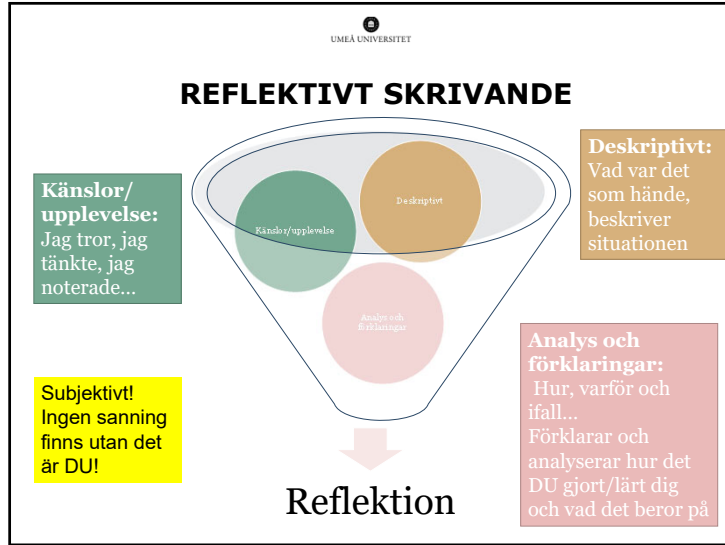 UMEÅ UNIVERSITET
REFLEKTIVT SKRIVANDE
Känslor/
upplevelse:
Jag tror, jag
tänkte, jag
noterade...
Deskriptivt:
Vad var det
som hände,
beskriver
situationen
Känslor/upplevelse
Deskriptivt
Analys och
förklaringar
Analys och
förklaringar:
Hur, varför och
ifall...
Förklarar och
analyserar hur det
DU gjort/lärt dig
och vad det beror på
Subjektivt!
Ingen sanning
finns utan det
är DU!
Reflektion